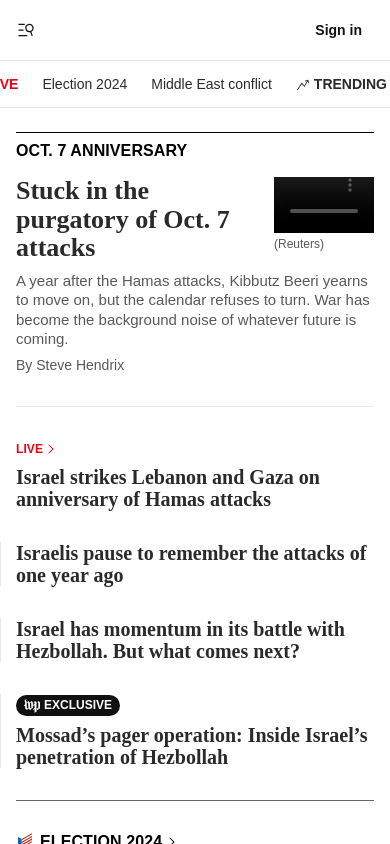 Sign in
VE
Election 2024
Middle East conflict
TRENDING
OCT. 7 ANNIVERSARY
Stuck in the
purgatory of Oct. 7
attacks
(Reuters)
A year after the Hamas attacks, Kibbutz Beeri yearns
to move on, but the calendar refuses to turn. War has
become the background noise of whatever future is
coming.
By Steve Hendrix
LIVE
Israel strikes Lebanon and Gaza on
anniversary of Hamas attacks
Israelis pause to remember the attacks of
one year ago
Israel has momentum in its battle with
Hezbollah. But what comes next?
wp EXCLUSIVE
Mossad’s pager operation: Inside Israel’s
penetration of Hezbollah
ELECTION 2024